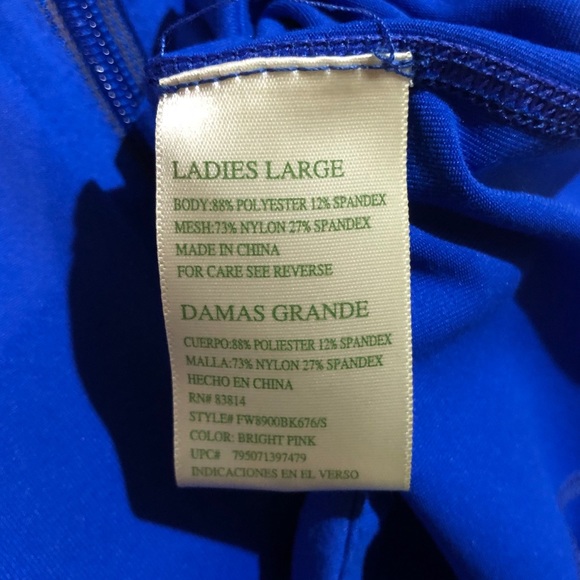 LADIES LARGE
BODY:88% POLYESTER 12% SPANDEX
MESH:73% NYLON 27% SPANDEX
MADE IN CHINA
FOR CARE SEE REVERSE
DAMAS GRANDE
CUERPO:88% POLIESTER 12% SPANDEX
MALLA:73% NYLON 27% SPANDEX
HECHO EN CHINA
RN# 83814
STYLE# FW8900BK676/S
COLOR: BRIGHT PINK
UPC# 795071397479
INDICACIONES EN EL VERSO